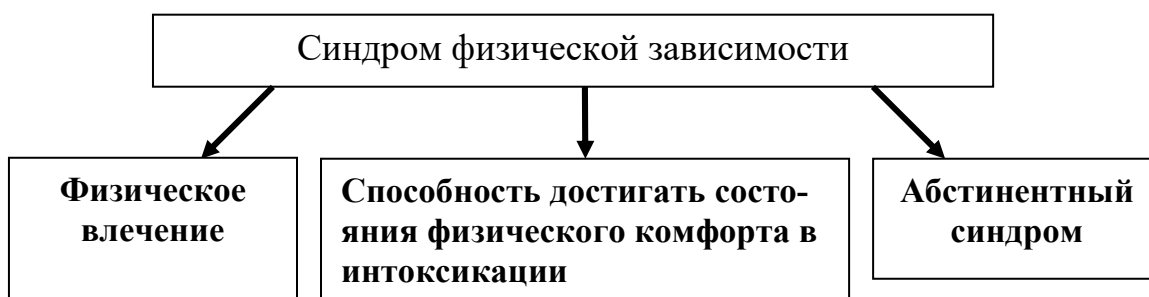 Синдром физической зависимости
Физическое
влечение
Способность достигать состо-
яния физического комфорта в
интоксикации
Абстинентный
синдром